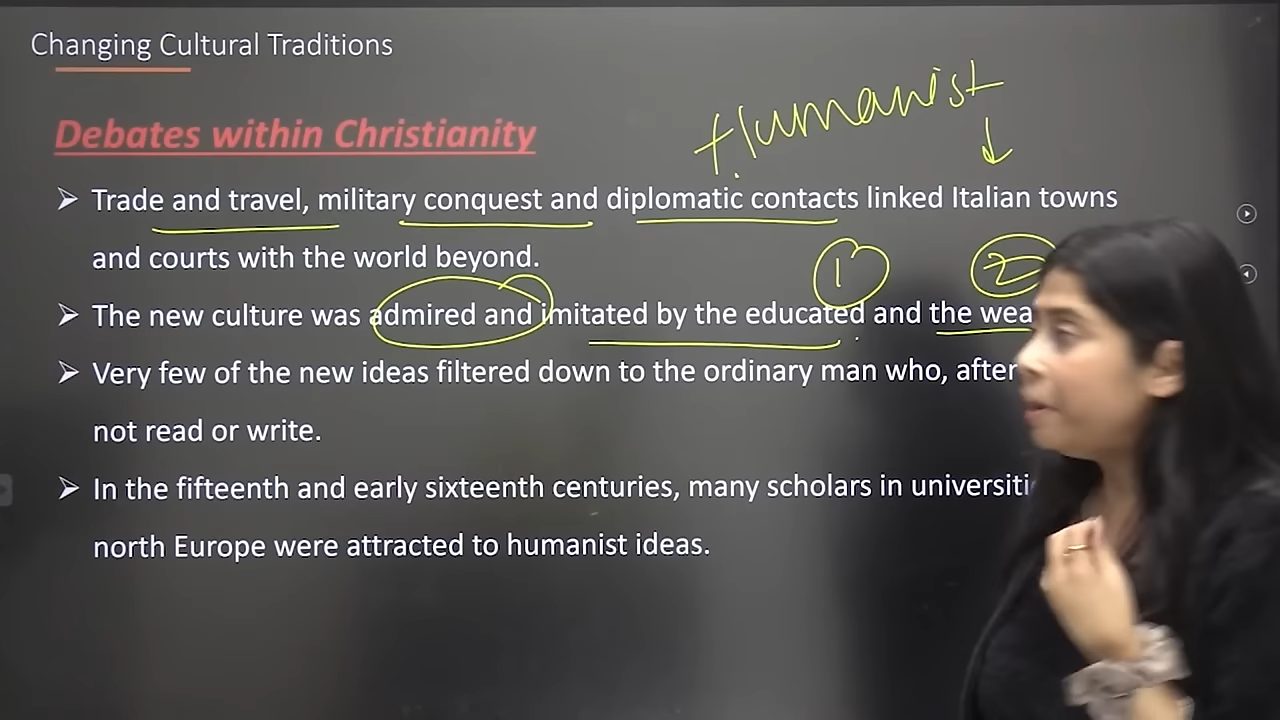 Changing Cultural Traditions
Humanist
Debates within Christianity
➤ Trade and travel, military conquest and diplomatic contacts linked Italian towns
and courts with the world beyond.
1 2
➤ The new culture was admired and imitated by the educated and the wea
➤ Very few of the new ideas filtered down to the ordinary man who, after
not read or write.
➤ In the fifteenth and early sixteenth centuries, many scholars in universiti
north Europe were attracted to humanist ideas.